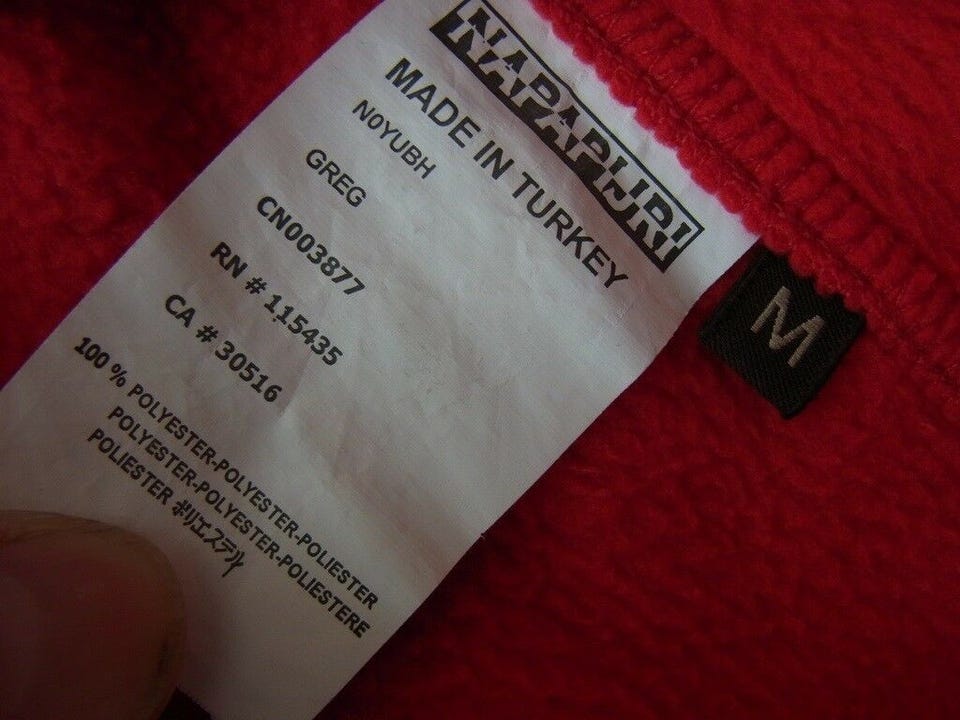 NAPAPIJRI
MADE IN TURKEY
N0YUBH
GREG
CN003877
RN # 115435
CA # 30516
100 % POLYESTER-POLYESTER-POLIESTER
POLYESTER-POLYESTER-POLIESTERE
POLIESTER ポリエステル
M